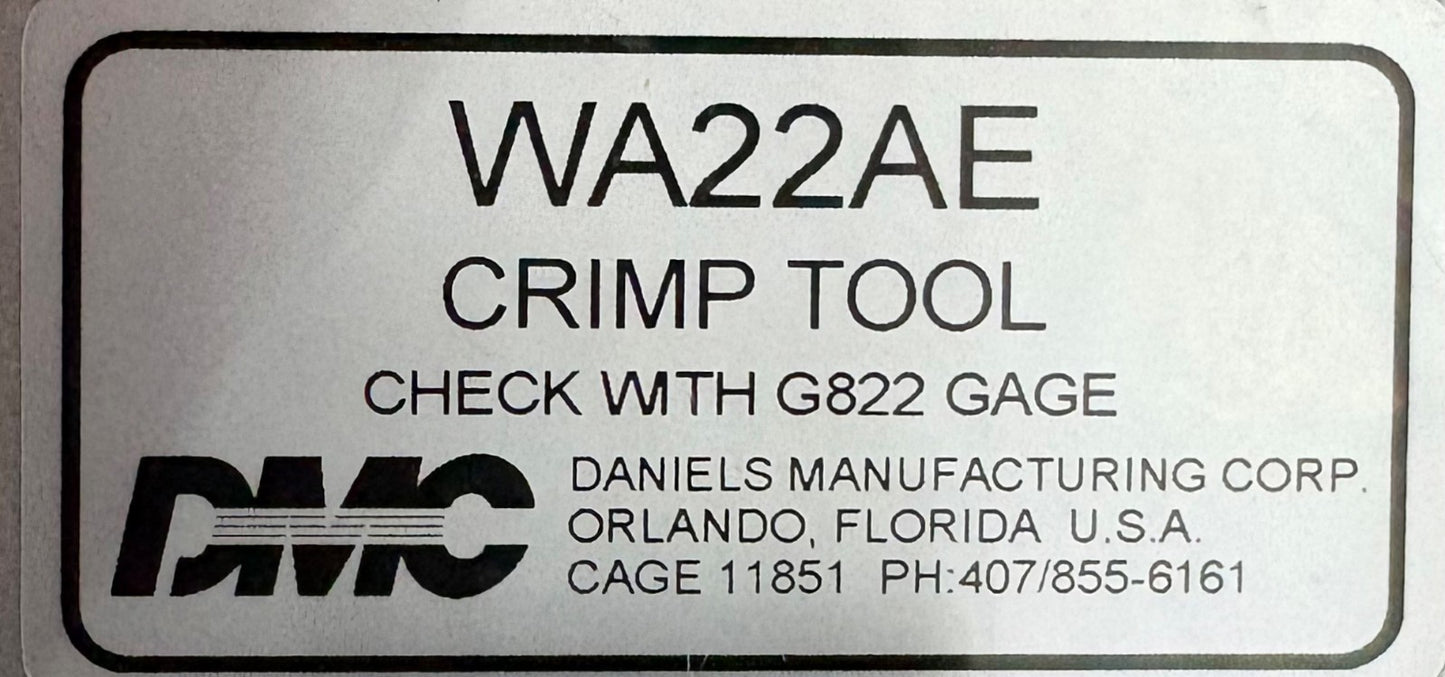 WA22AE
CRIMP TOOL
CHECK WITH G822 GAGE
DMC
DANIELS MANUFACTURING CORP.
ORLANDO, FLORIDA U.S.A.
CAGE 11851 PH:407/855-6161